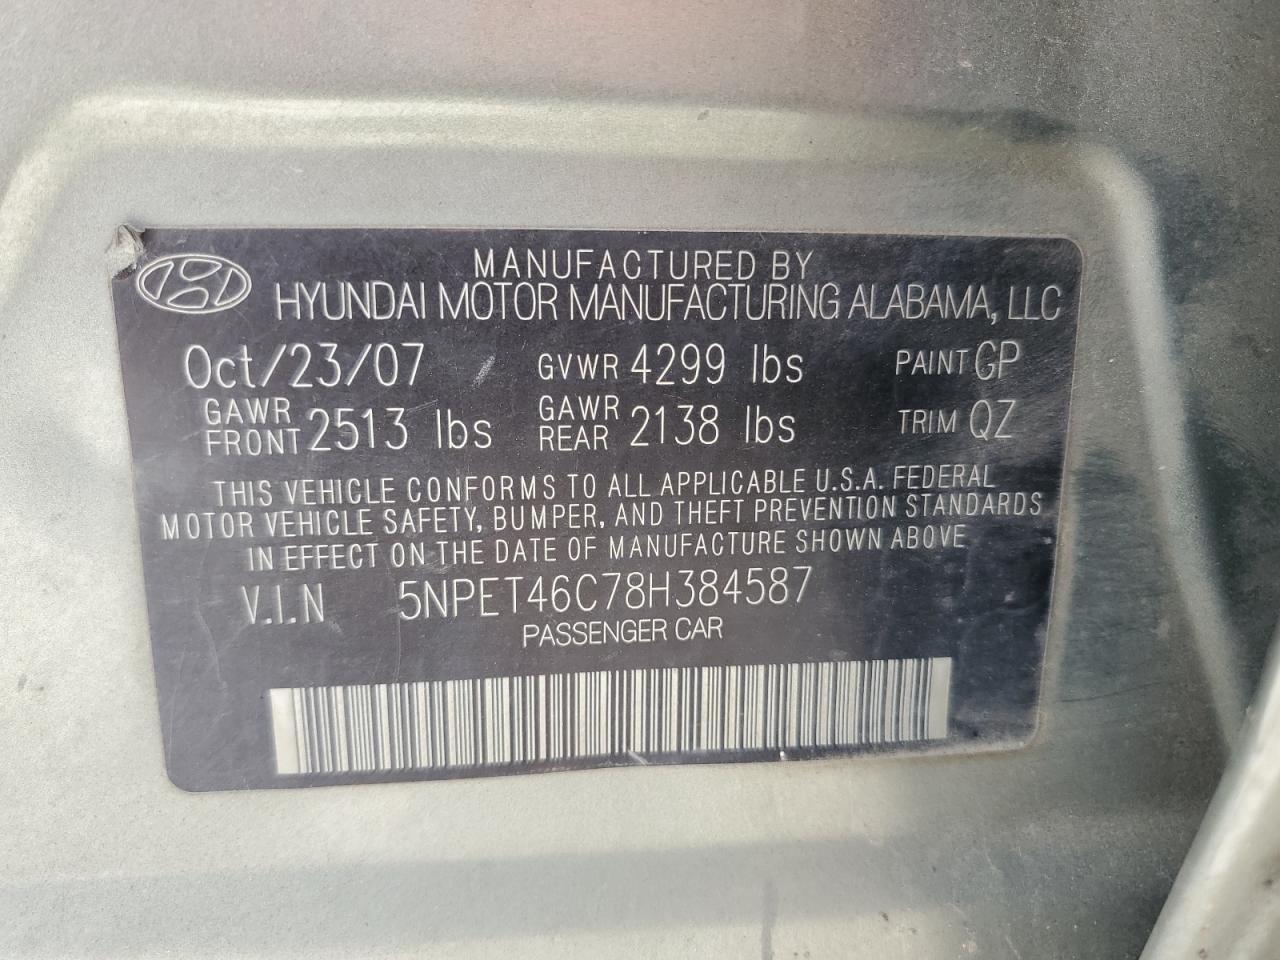 MANUFACTURED BY
HYUNDAI MOTOR MANUFACTURING ALABAMA, LLC
Oct/23/07 GVWR 4299 lbs PAINT GP
GAWR FRONT 2513 lbs GAWR REAR 2138 lbs TRIM QZ
THIS VEHICLE CONFORMS TO ALL APPLICABLE U.S.A. FEDERAL
MOTOR VEHICLE SAFETY, BUMPER, AND THEFT PREVENTION STANDARDS
IN EFFECT ON THE DATE OF MANUFACTURE SHOWN ABOVE
V.I.N 5NPET46C78H384587
PASSENGER CAR